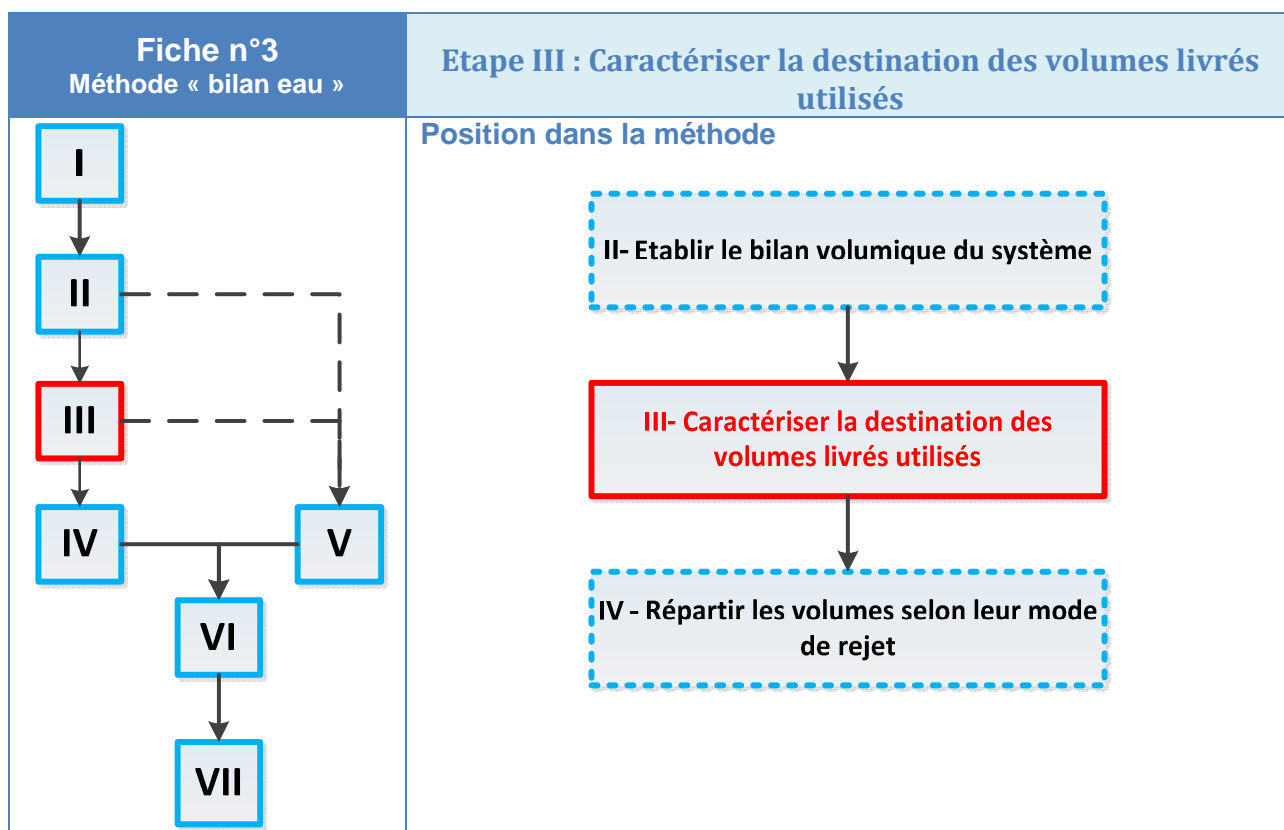 Fiche n°3
Méthode « bilan eau »
Etape III : Caractériser la destination des volumes livrés
utilisés
I
II
III
IV
V
VI
VII
Position dans la méthode
II- Etablir le bilan volumique du système
III- Caractériser la destination des
volumes livrés utilisés
IV - Répartir les volumes selon leur mode
de rejet